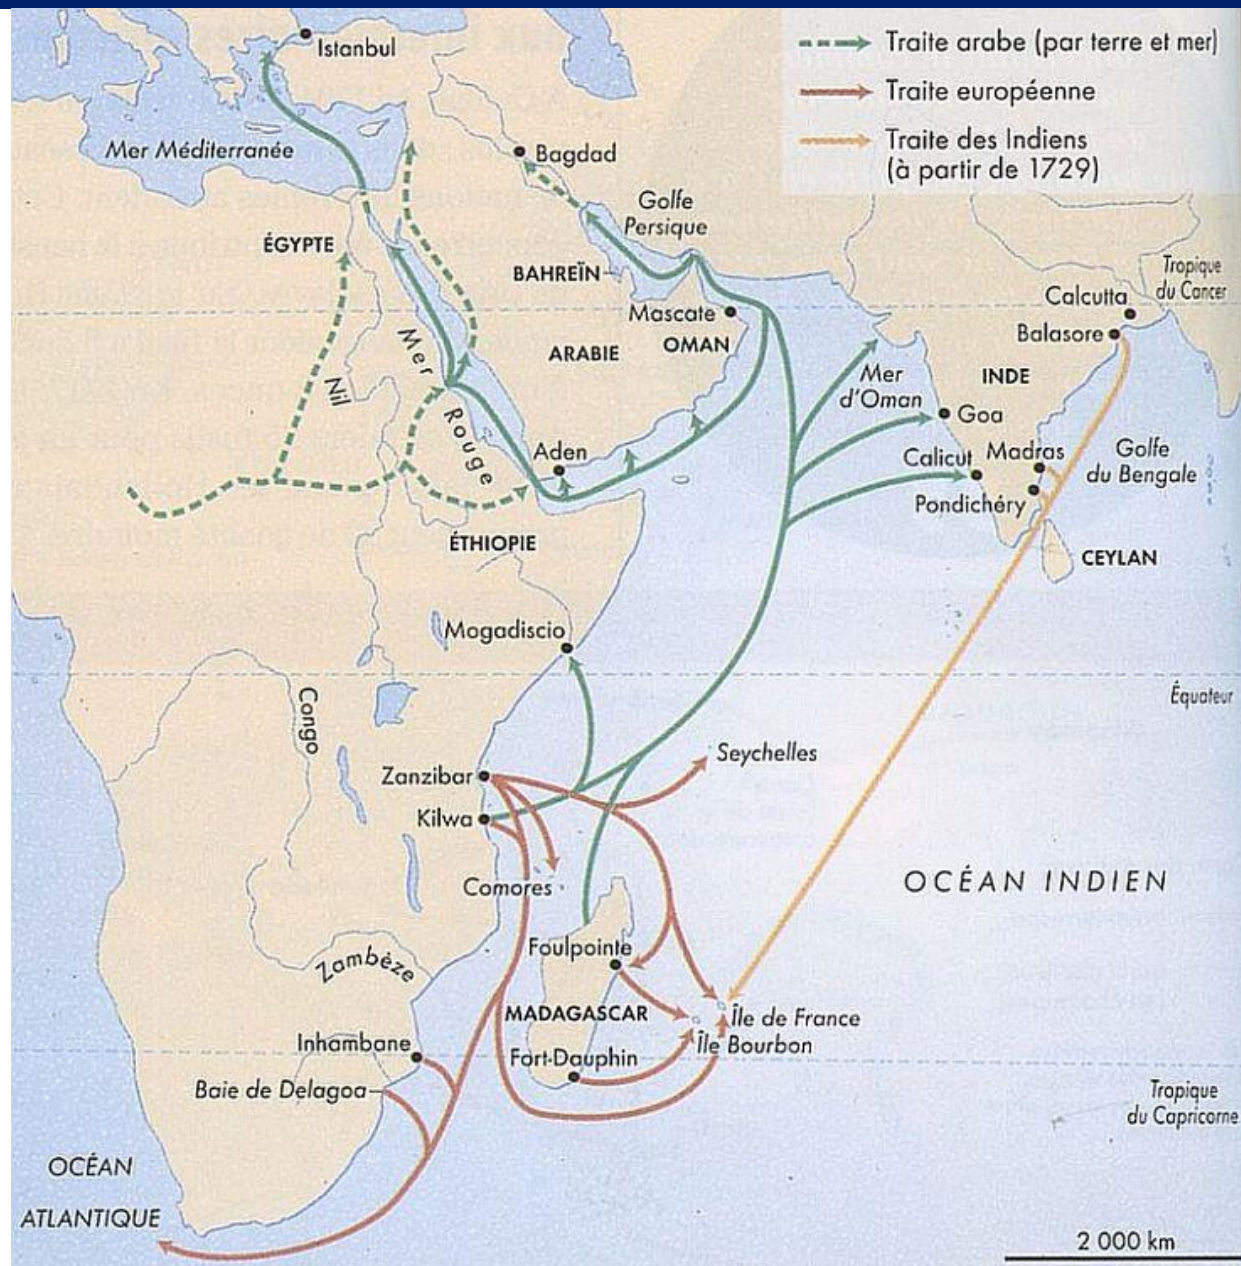 Traite arabe (par terre et mer)
Traite européenne
Traite des Indiens
(à partir de 1729)
Istanbul
Mer Méditerranée
Bagdad
Golfe
Persique
ÉGYPTE
BAHREÏN
Tropique
du Cancer
Calcutta
Mascate
Balasore
OMAN
ARABIE
Mer
Rouge
Nil
INDE
Mer
d'Oman
Goa
Aden
Calicut
Madras
Golfe
du Bengale
Pondichéry
ÉTHIOPIE
CEYLAN
Mogadiscio
Équateur
Congo
Seychelles
Zanzibar
Kilwa
Comores
OCÉAN INDIEN
Foulpointe
Zambèze
MADAGASCAR
Île de France
Île Bourbon
Inhambane
Fort-Dauphin
Baie de Delagoa
Tropique
du Capricorne
OCÉAN
ATLANTIQUE
2 000 km